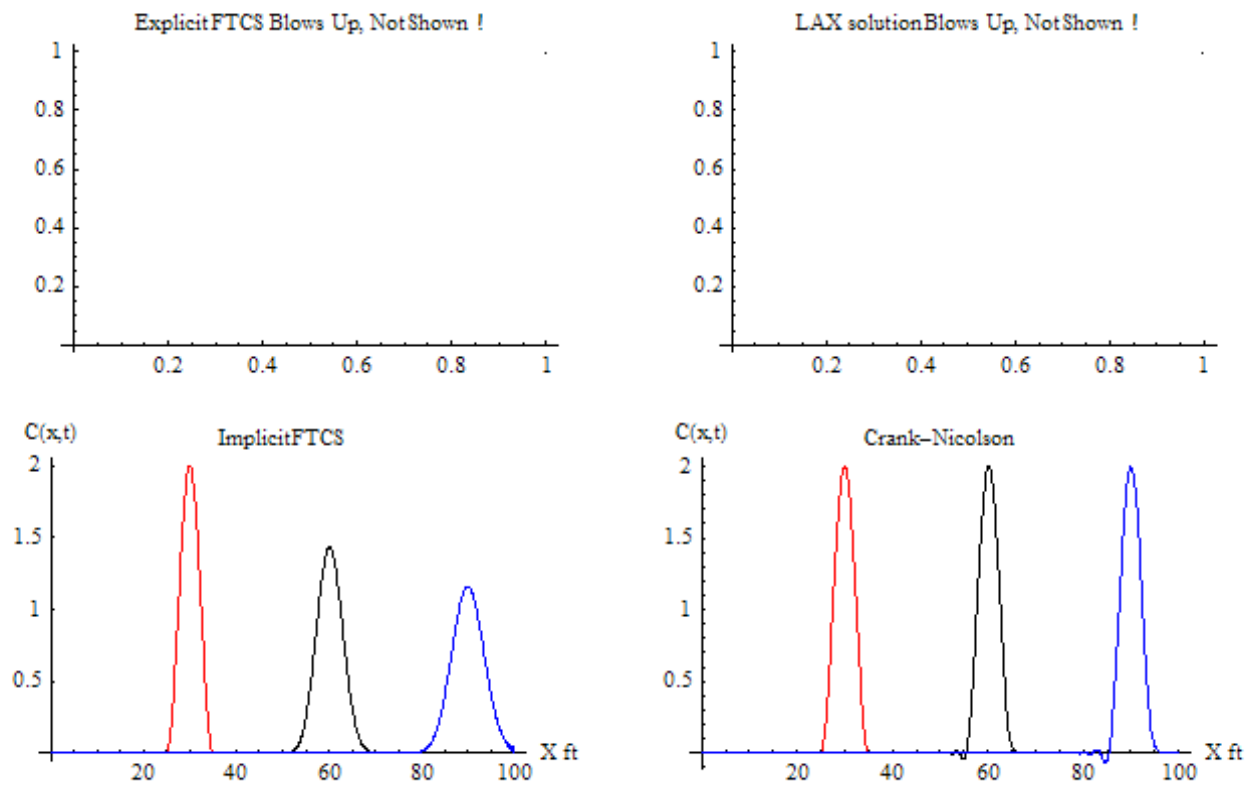 Explicit FTCS Blows Up, Not Shown !
1
0.8
0.6
0.4
0.2
0.2 0.4 0.6 0.8 1
LAX solution Blows Up, Not Shown !
1
0.8
0.6
0.4
0.2
0.2 0.4 0.6 0.8 1
C(x,t)
Implicit FTCS
2
1.5
1
0.5
20 40 60 80 100
X ft
C(x,t)
Crank–Nicolson
2
1.5
1
0.5
20 40 60 80 100
X ft